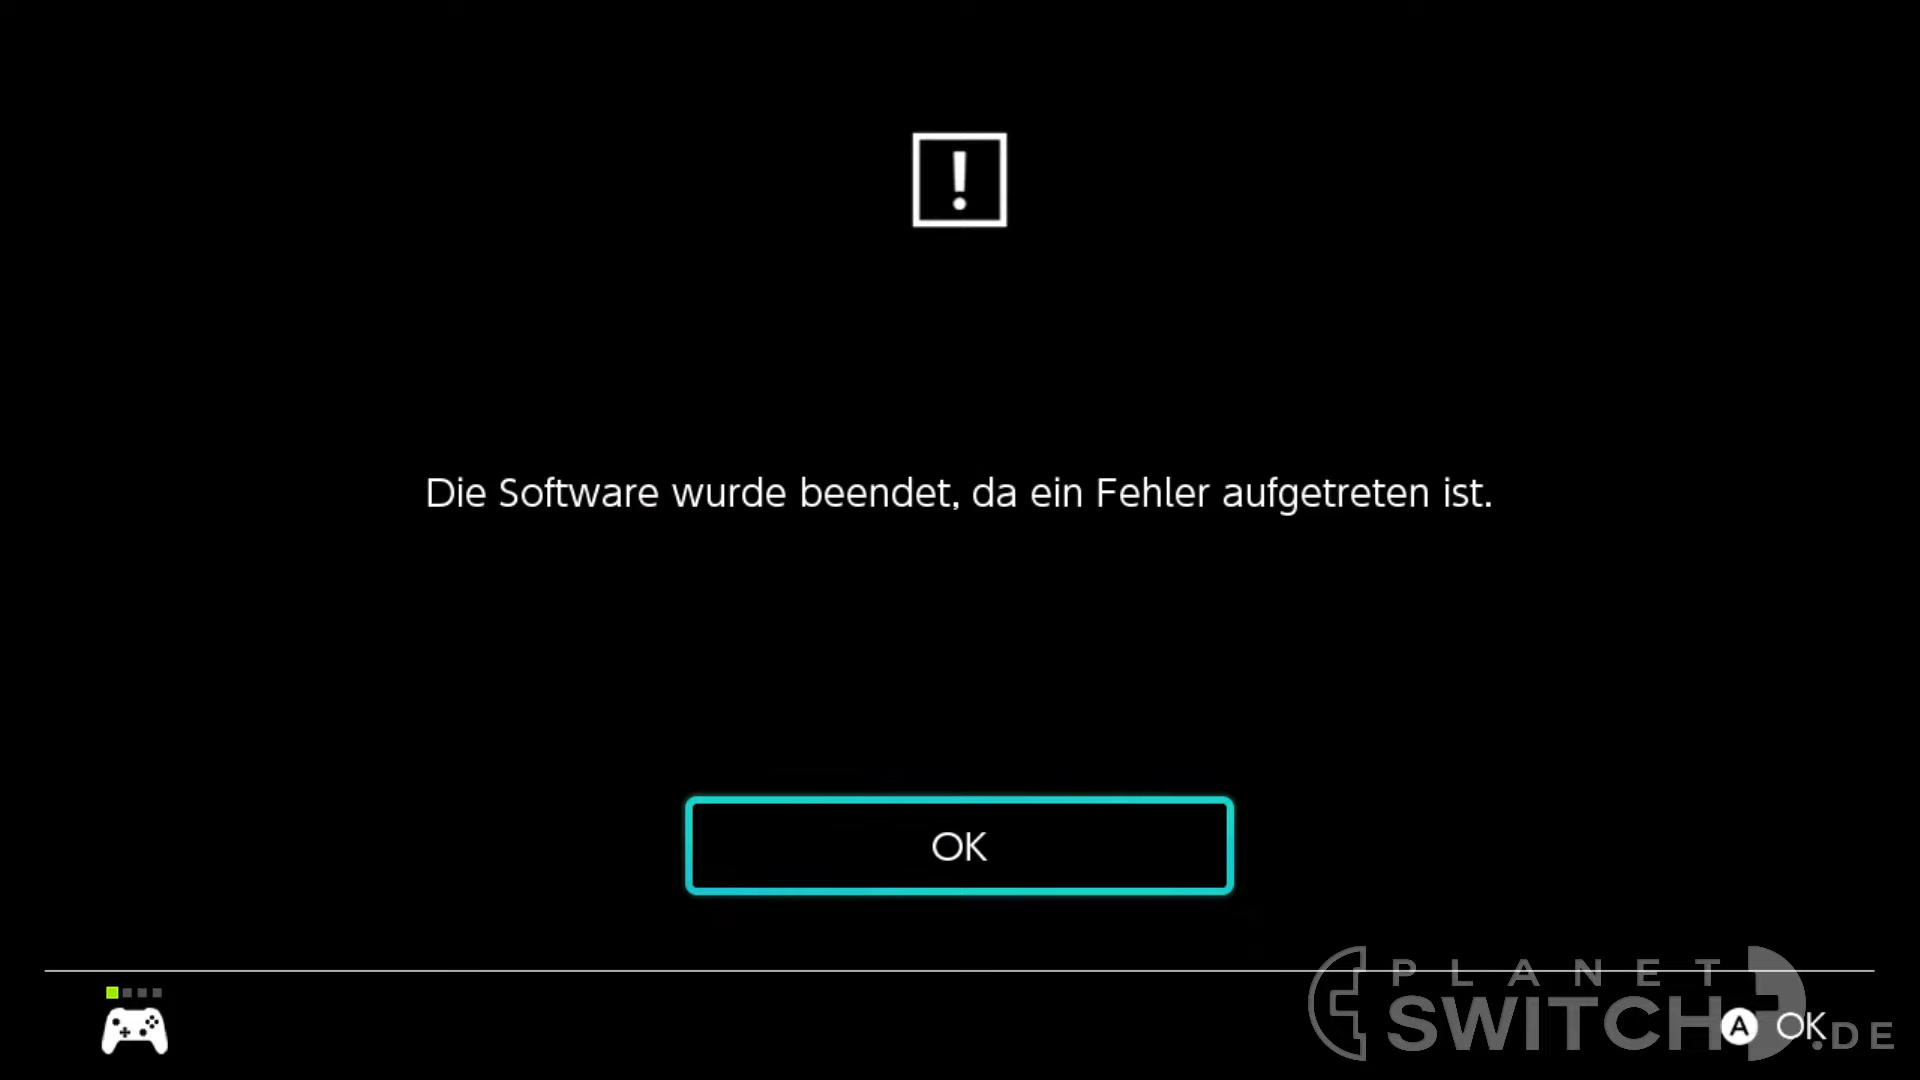 !
Die Software wurde beendet, da ein Fehler aufgetreten ist.
OK
PLANET
SWITCH
.DE
A OK